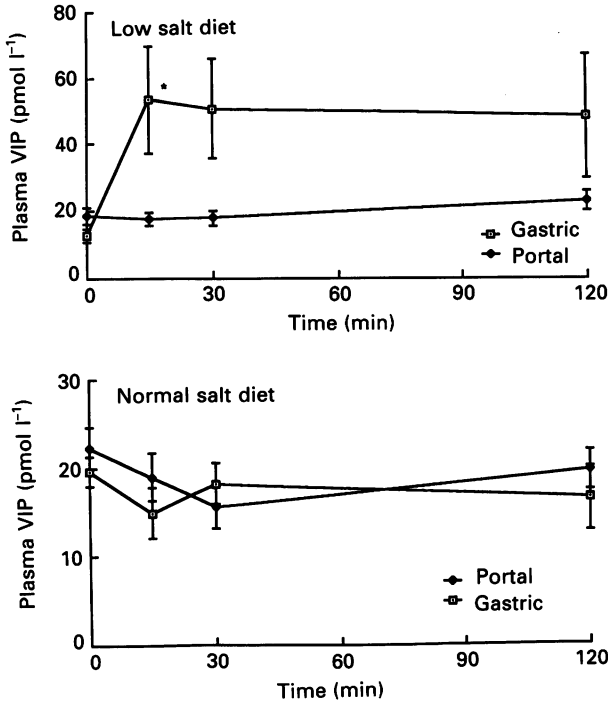 Low salt diet
Plasma VIP (pmol l⁻¹)
80
60
40
20
0
*
Gastric
Portal
0 30 60 90 120
Time (min)
Normal salt diet
Plasma VIP (pmol l⁻¹)
30
20
10
0
Portal
Gastric
0 30 60 90 120
Time (min)